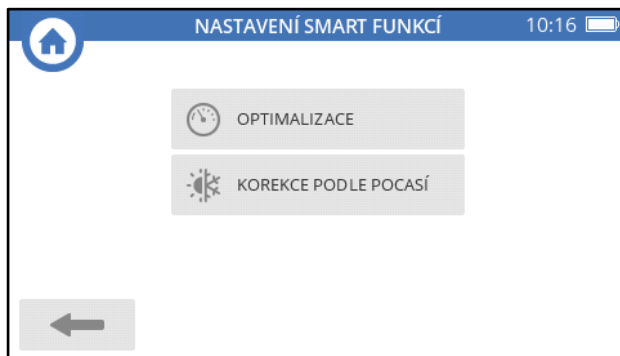 NASTAVENÍ SMART FUNKCÍ 10:16
OPTIMALIZACE
KOREKCE PODLE POCASÍ